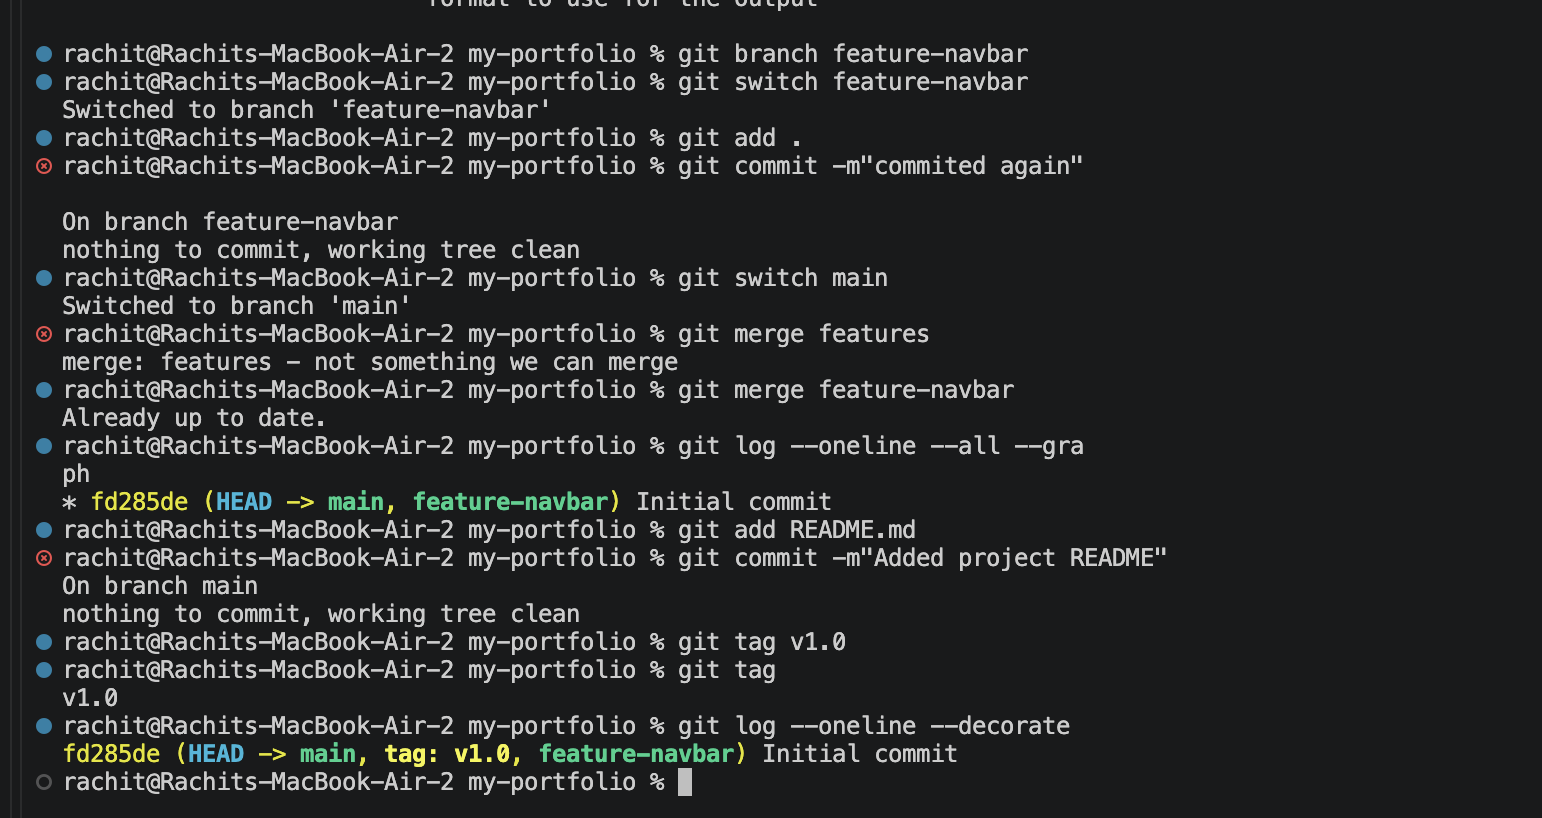 format to use for the output
rachit@Rachits-MacBook-Air-2 my-portfolio % git branch feature-navbar
rachit@Rachits-MacBook-Air-2 my-portfolio % git switch feature-navbar
Switched to branch 'feature-navbar'
rachit@Rachits-MacBook-Air-2 my-portfolio % git add .
rachit@Rachits-MacBook-Air-2 my-portfolio % git commit -m"commited again"
On branch feature-navbar
nothing to commit, working tree clean
rachit@Rachits-MacBook-Air-2 my-portfolio % git switch main
Switched to branch 'main'
rachit@Rachits-MacBook-Air-2 my-portfolio % git merge features
merge: features - not something we can merge
rachit@Rachits-MacBook-Air-2 my-portfolio % git merge feature-navbar
Already up to date.
rachit@Rachits-MacBook-Air-2 my-portfolio % git log --oneline --all --gra
ph
* fd285de (HEAD -> main, feature-navbar) Initial commit
rachit@Rachits-MacBook-Air-2 my-portfolio % git add README.md
rachit@Rachits-MacBook-Air-2 my-portfolio % git commit -m"Added project README"
On branch main
nothing to commit, working tree clean
rachit@Rachits-MacBook-Air-2 my-portfolio % git tag v1.0
rachit@Rachits-MacBook-Air-2 my-portfolio % git tag
v1.0
rachit@Rachits-MacBook-Air-2 my-portfolio % git log --oneline --decorate
fd285de (HEAD -> main, tag: v1.0, feature-navbar) Initial commit
rachit@Rachits-MacBook-Air-2 my-portfolio %